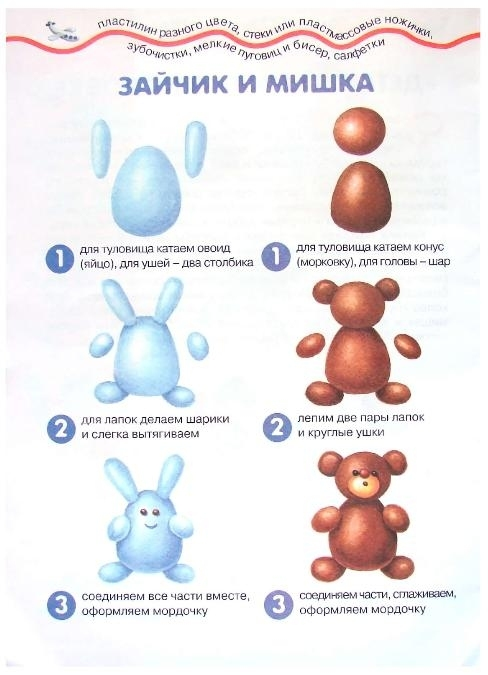 пластилин разного цвета, стеки или пластмассовые ножички,
зубочистки, мелкие пуговиц и бисер, салфетки
ЗАЙЧИК И МИШКА
1 для туловища катаем овоид
(яйцо), для ушей – два столбика
1 для туловища катаем конус
(морковку), для головы – шар
2 для лапок делаем шарики
и слегка вытягиваем
2 лепим две пары лапок
и круглые ушки
3 соединяем все части вместе,
оформляем мордочку
3 соединяем части, сглаживаем,
оформляем мордочку